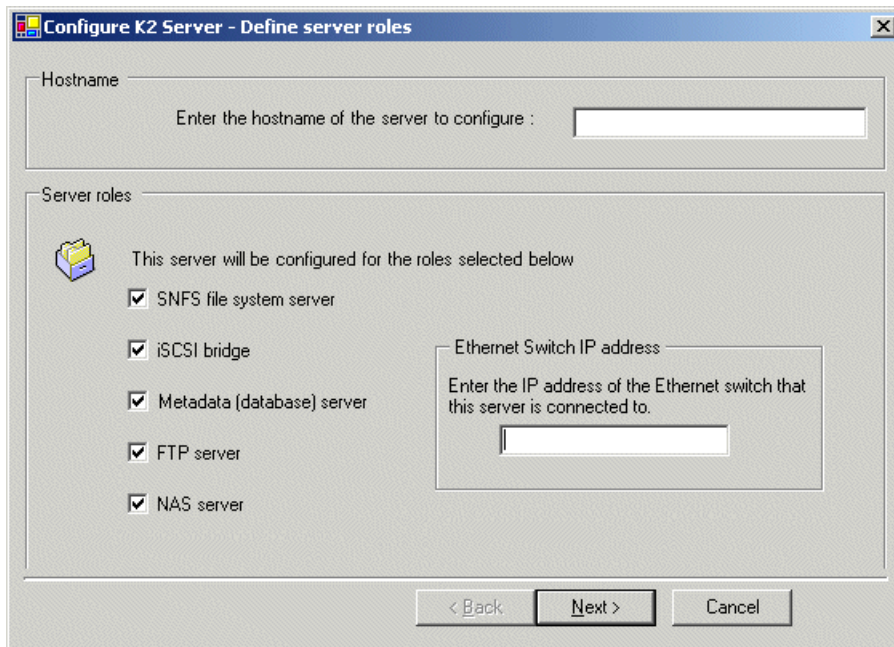 Configure K2 Server - Define server roles
Hostname
Enter the hostname of the server to configure :
Server roles
This server will be configured for the roles selected below
SNFS file system server
iSCSI bridge
Metadata (database) server
FTP server
NAS server
Ethernet Switch IP address
Enter the IP address of the Ethernet switch that
this server is connected to.
< Back
Next >
Cancel